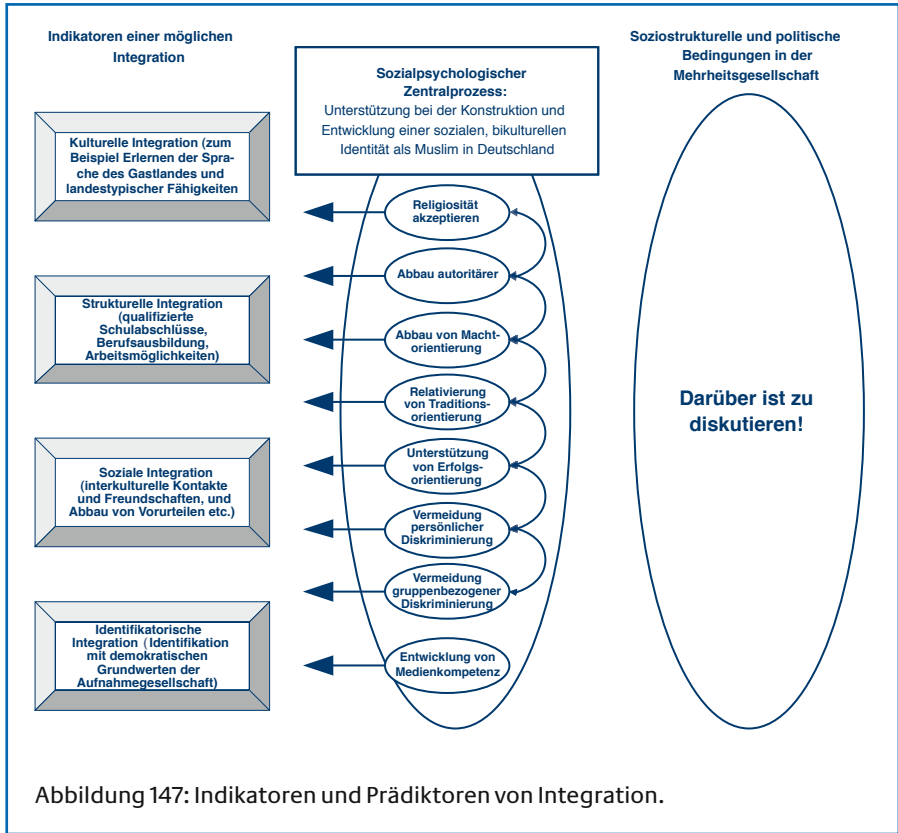 Indikatoren einer möglichen
Integration
Kulturelle Integration (zum
Beispiel Erlernen der Spra-
che des Gastlandes und
landestypischer Fähigkeiten
Strukturelle Integration
(qualifizierte
Schulabschlüsse,
Berufsausbildung,
Arbeitsmöglichkeiten)
Soziale Integration
(interkulturelle Kontakte
und Freundschaften, und
Abbau von Vorurteilen etc.)
Identifikatorische
Integration (Identifikation
mit demokratischen
Grundwerten der
Aufnahmegesellschaft)
Sozialpsychologischer
Zentralprozess:
Unterstützung bei der Konstruktion und
Entwicklung einer sozialen, bikulturellen
Identität als Muslim in Deutschland
Religiosität
akzeptieren
Abbau autoritärer
Abbau von Macht-
orientierung
Relativierung
von Traditions-
orientierung
Unterstützung
von Erfolgs-
orientierung
Vermeidung
persönlicher
Diskriminierung
Vermeidung
gruppenbezogener
Diskriminierung
Entwicklung von
Medienkompetenz
Soziostrukturelle und politische
Bedingungen in der
Mehrheitsgesellschaft
Darüber ist zu
diskutieren!
Abbildung 147: Indikatoren und Prädiktoren von Integration.